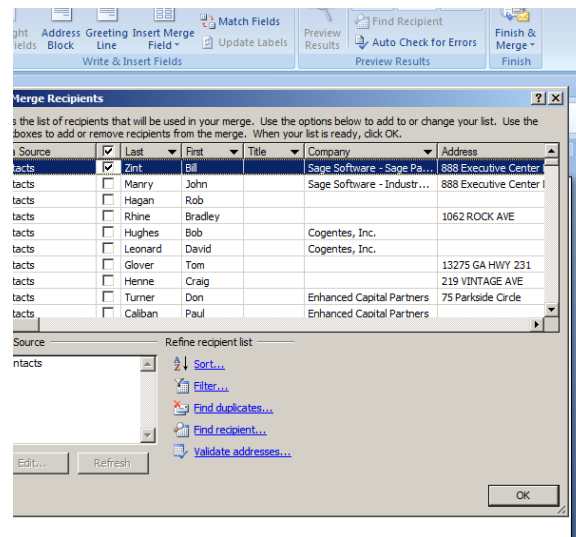 ght Address Greeting Insert Merge Match Fields Preview Find Recipient Finish &
ields Block Line Field Update Labels Results Auto Check for Errors Merge
Write & Insert Fields Preview Results Finish
Merge Recipients
s the list of recipients that will be used in your merge. Use the options below to add to or change your list. Use the
kboxes to add or remove recipients from the merge. When your list is ready, click OK.
Source Last First Title Company Address
tacts Zint Bill Sage Software - Sage Pa... 888 Executive Center
tacts Manry John Sage Software - Industr... 888 Executive Center
tacts Hagan Rob
tacts Rhine Bradley 1062 ROCK AVE
tacts Hughes Bob Cogentes, Inc.
tacts Leonard David Cogentes, Inc.
tacts Glover Tom 13275 GA HWY 231
tacts Henne Craig 219 VINTAGE AVE
tacts Turner Don Enhanced Capital Partners 75 Parkside Circle
tacts Caliban Paul Enhanced Capital Partners
Source Refine recipient list
ntacts Sort...
Filter...
Find duplicates...
Find recipient...
Validate addresses...
Edit... Refresh
OK